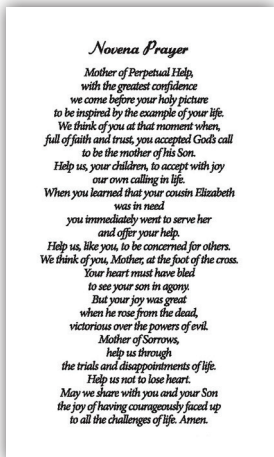 Novena Prayer
Mother of Perpetual Help,
with the greatest confidence
we come before your holy picture
to be inspired by the example of your life.
We think of you at that moment when,
full of faith and trust, you accepted God's call
to be the mother of his Son.
Help us, your children, to accept with joy
our own calling in life.
When you learned that your cousin Elizabeth
was in need
you immediately went to serve her
and offer your help.
Help us, like you, to be concerned for others.
We think of you, Mother, at the foot of the cross.
Your heart must have bled
to see your son in agony.
But your joy was great
when he rose from the dead,
victorious over the powers of evil.
Mother of Sorrows,
help us through
the trials and disappointments of life.
Help us not to lose heart.
May we share with you and your Son
the joy of having courageously faced up
to all the challenges of life. Amen.